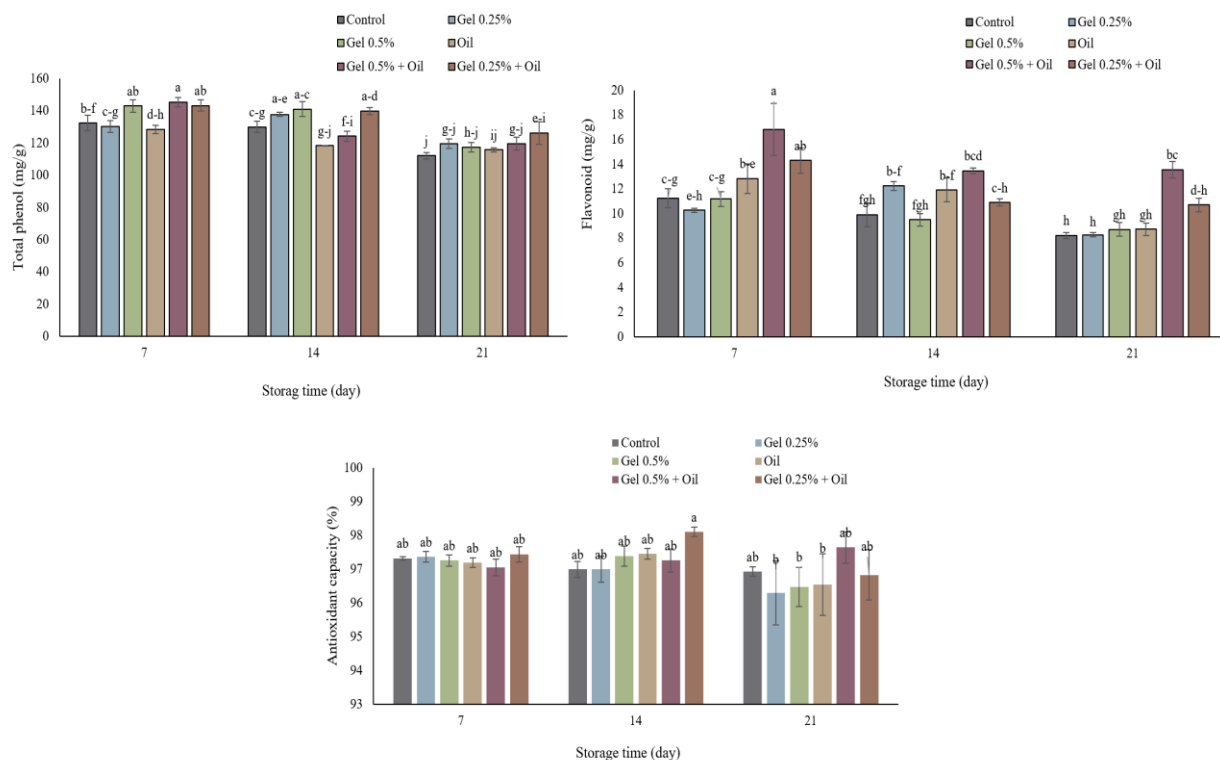 Control Gel 0.25%
Gel 0.5% Oil
Gel 0.5% + Oil Gel 0.25% + Oil
Total phenol (mg/g)
160
140
120
100
80
60
40
20
0
b-f c-g ab d-h a ab
c-g a-e a-c g-j f-i a-d
j g-j h-j ij g-j e-i
7 14 21
Storag time (day)
Control Gel 0.25%
Gel 0.5% Oil
Gel 0.5% + Oil Gel 0.25% + Oil
Flavonoid (mg/g)
20
18
16
14
12
10
8
6
4
2
0
c-g e-h c-g b-e a ab
fgh b-f fgh b-f bcd c-h
h h gh gh bc d-h
7 14 21
Storage time (day)
Control Gel 0.25%
Gel 0.5% Oil
Gel 0.5% + Oil Gel 0.25% + Oil
Antioxidant capacity (%)
100
99
98
97
96
95
94
93
ab ab ab ab ab ab
ab ab ab ab ab a
ab b b b ab ab
7 14 21
Storage time (day)